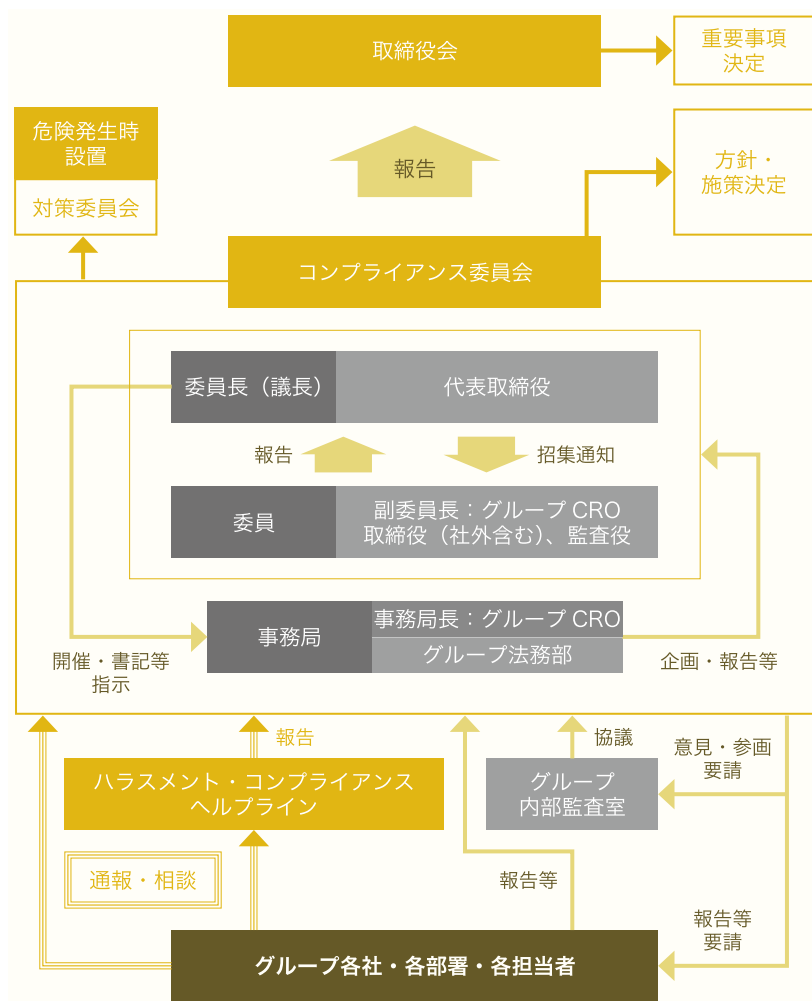 取締役会
重要事項
決定
危険発生時
設置
対策委員会
報告
方針・
施策決定
コンプライアンス委員会
委員長（議長）
代表取締役
報告
招集通知
委員
副委員長：グループ CRO
取締役（社外含む）、監査役
事務局
事務局長：グループ CRO
グループ法務部
開催・書記等
指示
企画・報告等
報告
協議
意見・参画
要請
ハラスメント・コンプライアンス
ヘルプライン
グループ
内部監査室
通報・相談
報告等
報告等
要請
グループ各社・各部署・各担当者